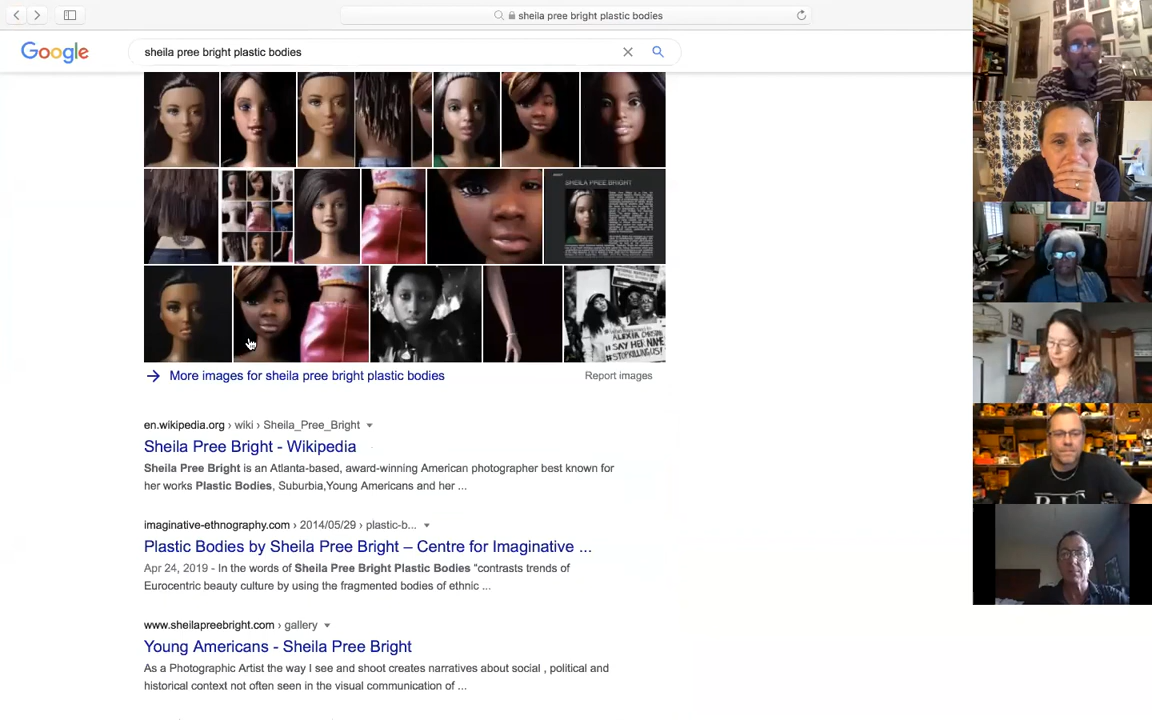 sheila pree bright plastic bodies
Google
sheila pree bright plastic bodies
SHEILA PREE BRIGHT
ALEXIA CHRISTIAN
#SAY HER NAME
#STOPKILLINGUS!
More images for sheila pree bright plastic bodies
Report images
en.wikipedia.org › wiki › Sheila_Pree_Bright
Sheila Pree Bright - Wikipedia
Sheila Pree Bright is an Atlanta-based, award-winning American photographer best known for
her works Plastic Bodies, Suburbia,Young Americans and her ...
imaginative-ethnography.com › 2014/05/29 › plastic-b...
Plastic Bodies by Sheila Pree Bright – Centre for Imaginative ...
Apr 24, 2019 - In the words of Sheila Pree Bright Plastic Bodies “contrasts trends of
Eurocentric beauty culture by using the fragmented bodies of ethnic ...
www.sheilapreebright.com › gallery
Young Americans - Sheila Pree Bright
As a Photographic Artist the way I see and shoot creates narratives about social , political and
historical context not often seen in the visual communication of ...